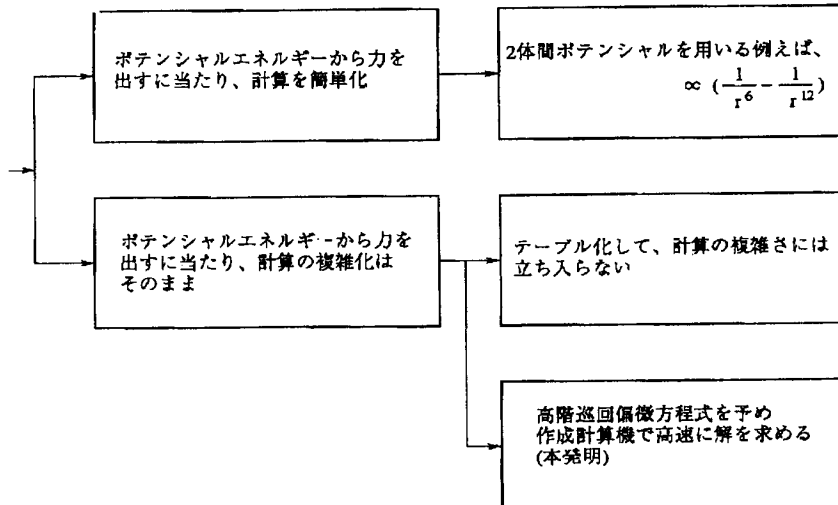 ポテンシャルエネルギーから力を
出すに当たり、計算を簡単化
2体間ポテンシャルを用いる例えば、
∝ (1/r^6 - 1/r^12)
ポテンシャルエネルギーから力を
出すに当たり、計算の複雑化は
そのまま
テーブル化して、計算の複雑さには
立ち入らない
高階巡回偏微方程式を予め
作成計算機で高速に解を求める
(本発明)